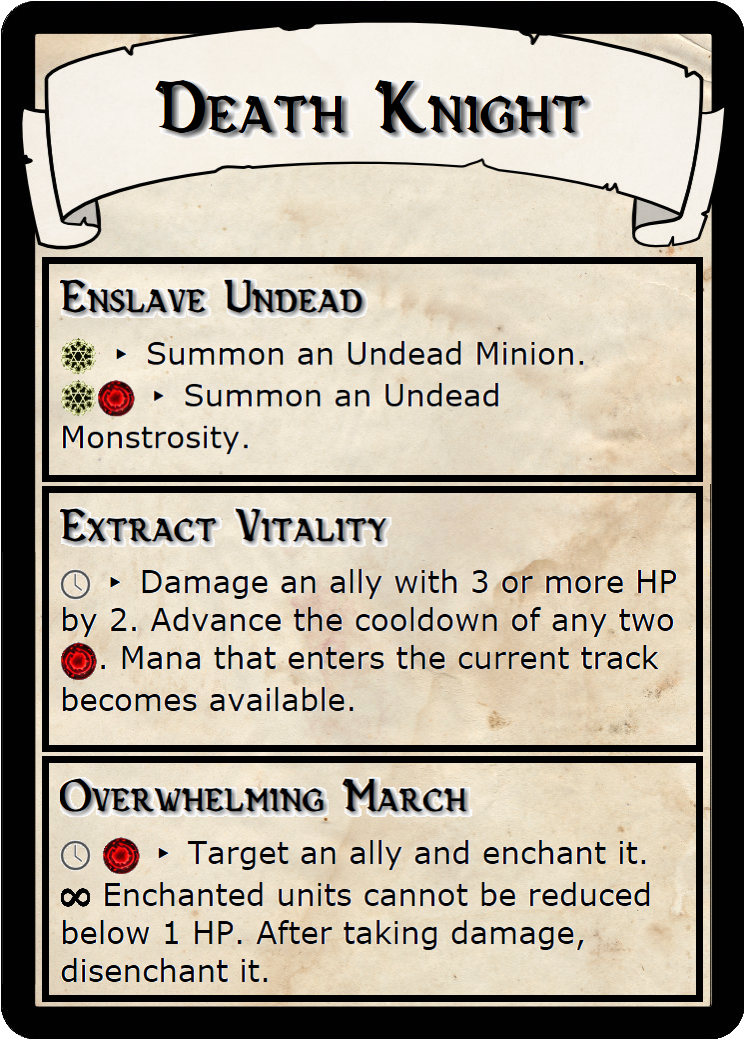 Death Knight
Enslave Undead
‣ Summon an Undead Minion.
‣ Summon an Undead
Monstrosity.
Extract Vitality
‣ Damage an ally with 3 or more HP
by 2. Advance the cooldown of any two
. Mana that enters the current track
becomes available.
Overwhelming March
‣ Target an ally and enchant it.
∞ Enchanted units cannot be reduced
below 1 HP. After taking damage,
disenchant it.